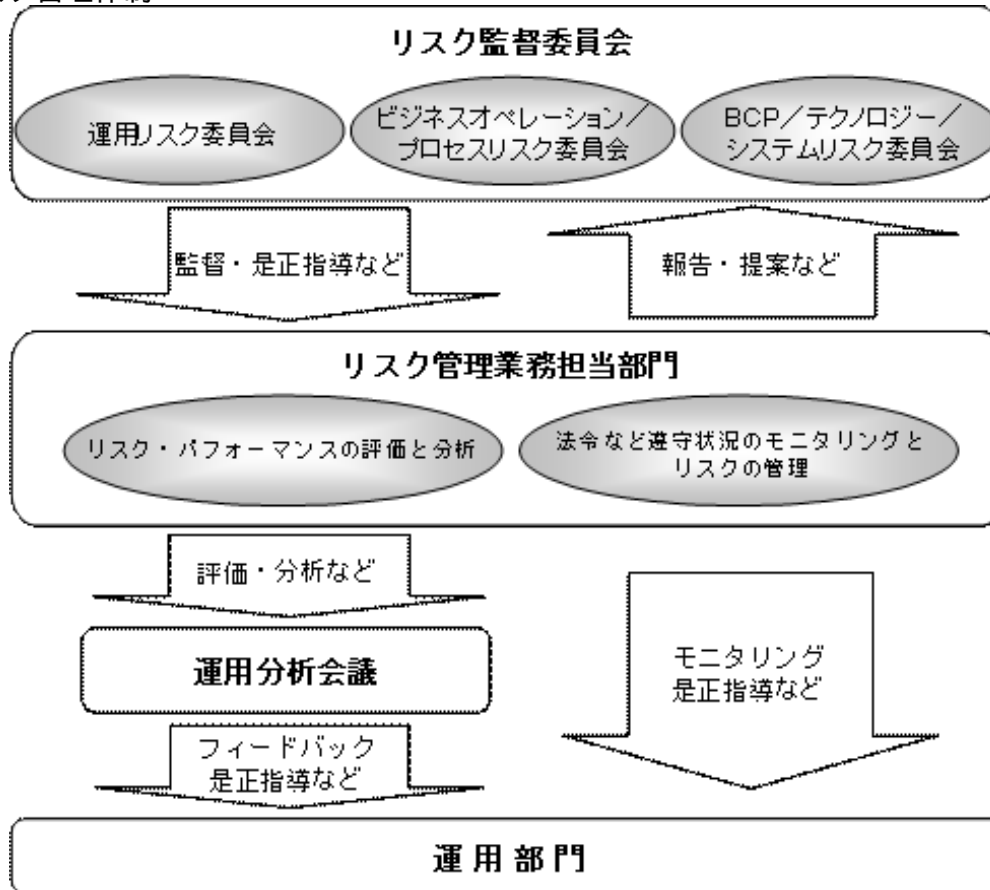 リスク監督委員会
運用リスク委員会
ビジネスオペレーション／
プロセスリスク委員会
BCP／テクノロジー／
システムリスク委員会
監督・是正指導など
報告・提案など
リスク管理業務担当部門
リスク・パフォーマンスの評価と分析
法令など遵守状況のモニタリングと
リスクの管理
評価・分析など
運用分析会議
モニタリング
是正指導など
フィードバック
是正指導など
運用部門